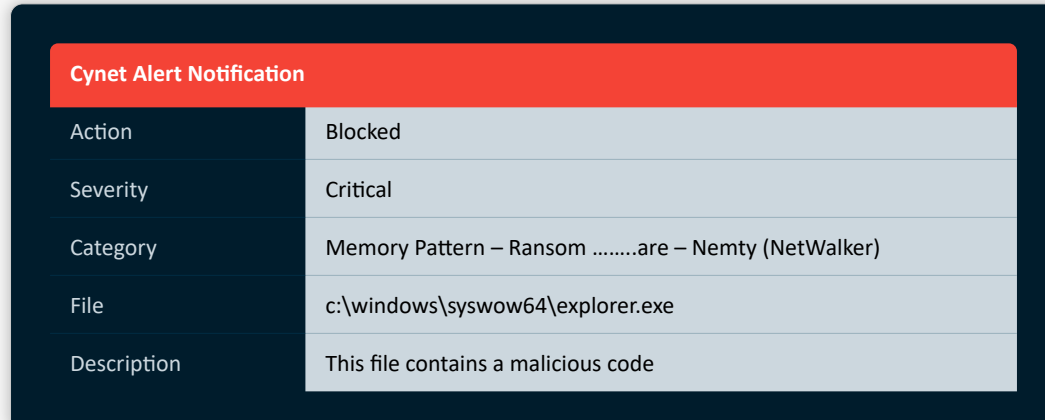 Cynet Alert Notification
Action Blocked
Severity Critical
Category Memory Pattern – Ransom ……..are – Nemty (NetWalker)
File c:\windows\syswow64\explorer.exe
Description This file contains a malicious code